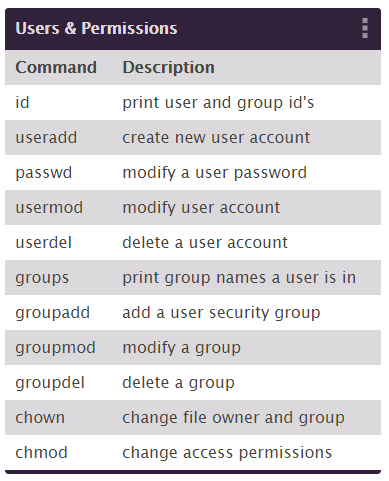 Users & Permissions
Command Description
id print user and group id's
useradd create new user account
passwd modify a user password
usermod modify user account
userdel delete a user account
groups print group names a user is in
groupadd add a user security group
groupmod modify a group
groupdel delete a group
chown change file owner and group
chmod change access permissions